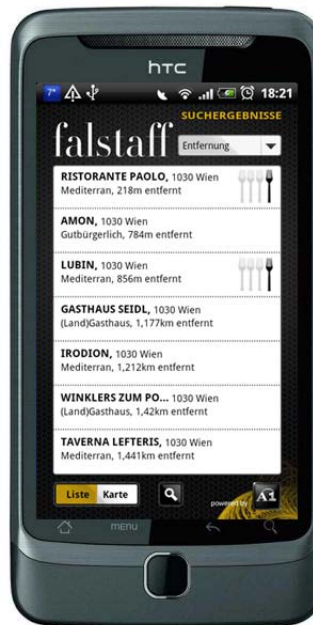 htc
7°
18:21
SUCHERGEBNISSE
falstaff
Entfernung
RISTORANTE PAOLO, 1030 Wien
Mediterran, 218m entfernt
AMON, 1030 Wien
Gutbürgerlich, 784m entfernt
LUBIN, 1030 Wien
Mediterran, 856m entfernt
GASTHAUS SEIDL, 1030 Wien
(Land)Gasthaus, 1,177km entfernt
IRODION, 1030 Wien
Mediterran, 1,212km entfernt
WINKLERS ZUM PO... 1030 Wien
(Land)Gasthaus, 1,42km entfernt
TAVERNA LEFTERIS, 1030 Wien
Mediterran, 1,441km entfernt
Liste Karte
powered by A1
menu